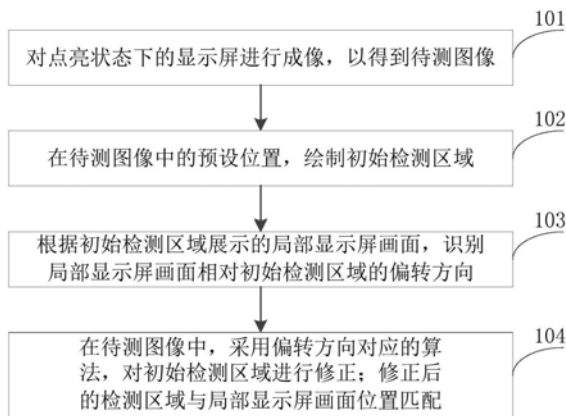 101
对点亮状态下的显示屏进行成像，以得到待测图像
102
在待测图像中的预设位置，绘制初始检测区域
103
根据初始检测区域展示的局部显示屏画面，识别
局部显示屏画面相对初始检测区域的偏转方向
104
在待测图像中，采用偏转方向对应的算
法，对初始检测区域进行修正；修正后
的检测区域与局部显示屏画面位置匹配